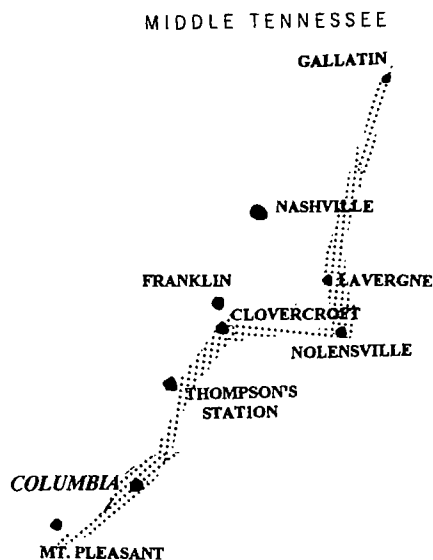 MIDDLE TENNESSEE
GALLATIN
NASHVILLE
LAVERGNE
FRANKLIN
CLOVERCROFT
NOLENSVILLE
THOMPSON'S
STATION
COLUMBIA
MT. PLEASANT